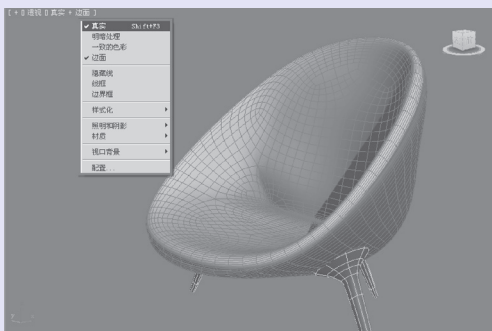 [ + ][ 透视 ][ 真实 + 边面 ]
真实 Shift+F3
明暗处理
一致的色彩
边面
隐藏线
线框
边界框
样式化
照明和阴影
材质
视口背景
配置...